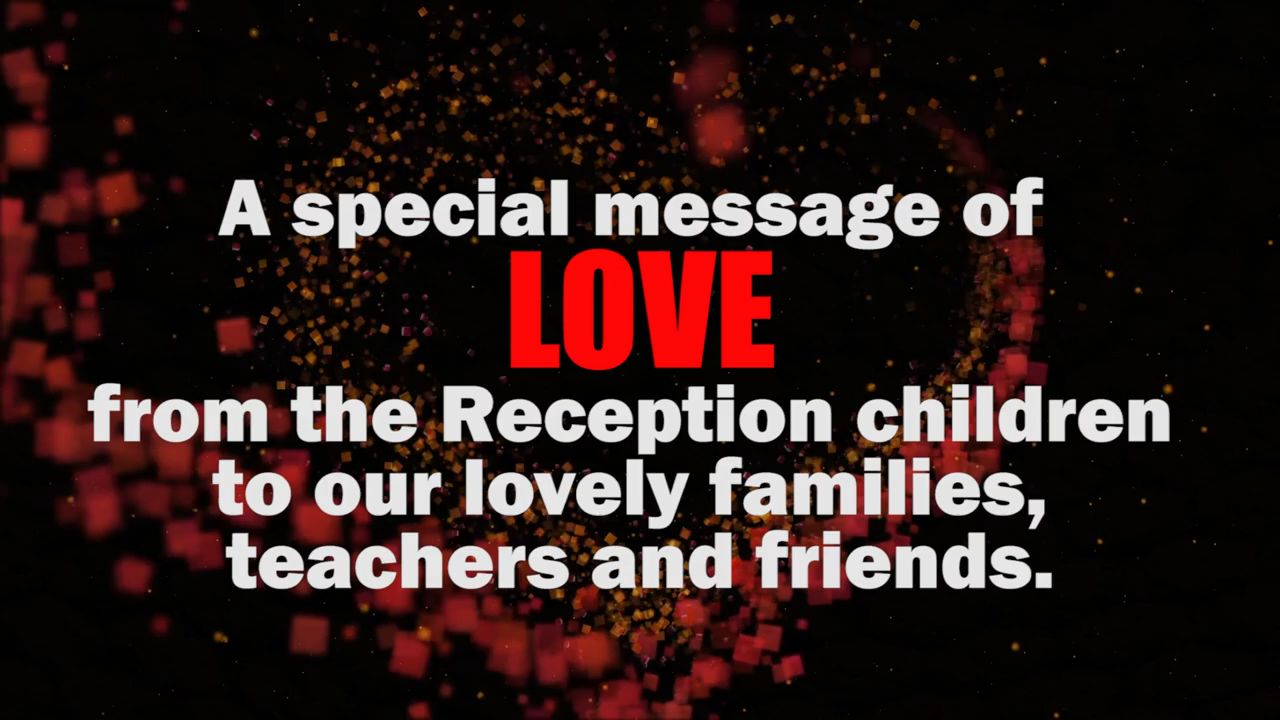 A special message of
LOVE
from the Reception children
to our lovely families,
teachers and friends.